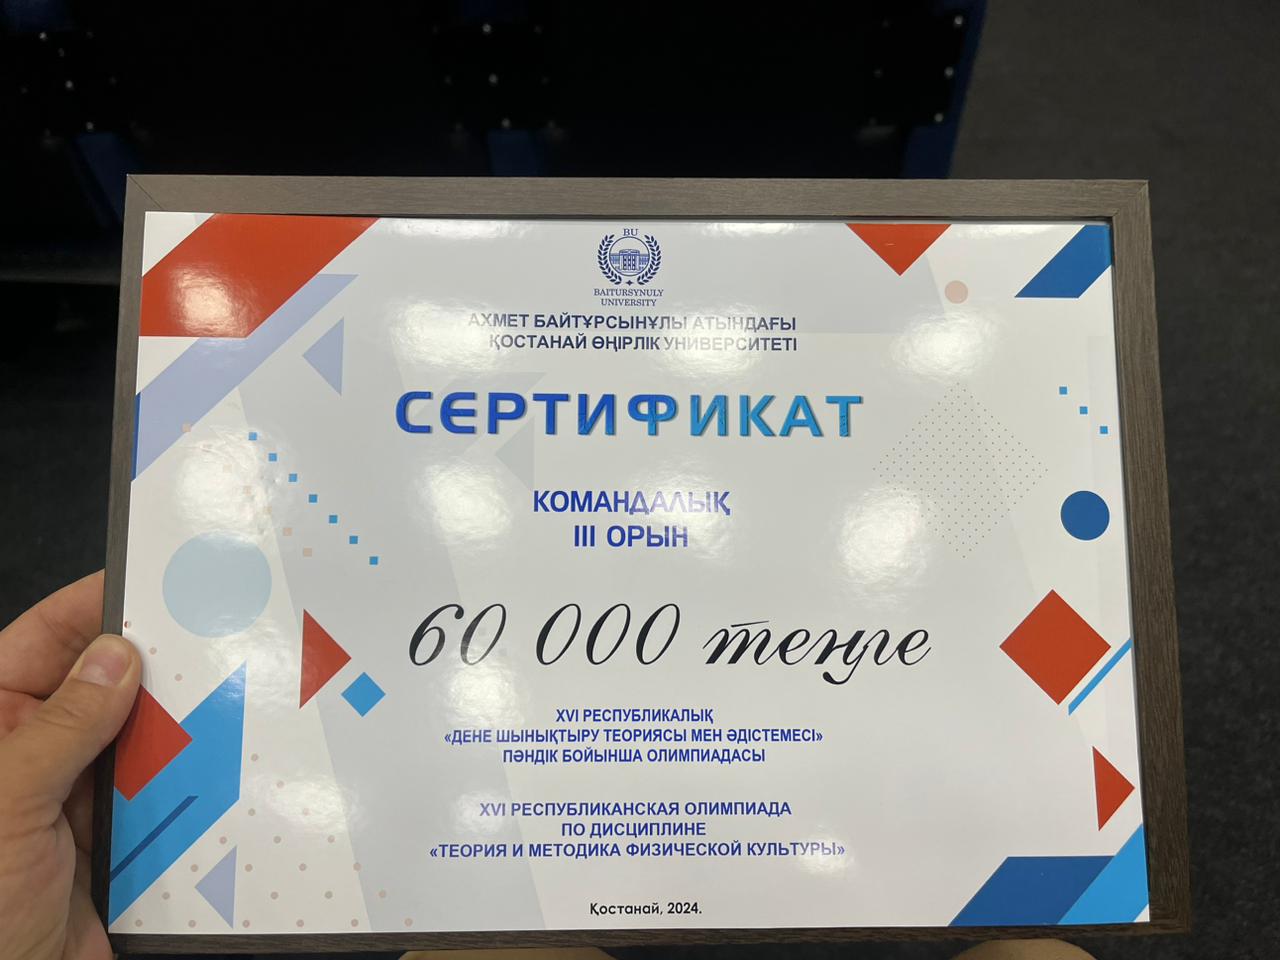 BU
BAITURSYNULY
UNIVERSITY
АХМЕТ БАЙТҰРСЫНҰЛЫ АТЫНДАҒЫ
ҚОСТАНАЙ ӨҢІРЛІК УНИВЕРСИТЕТІ
СЕРТИФИКАТ
КОМАНДАЛЫҚ
III ОРЫН
60 000 теңге
XVI РЕСПУБЛИКАЛЫҚ
«ДЕНЕ ШЫНЫҚТЫРУ ТЕОРИЯСЫ МЕН ӘДІСТЕМЕСІ»
ПӘНДІК БОЙЫНША ОЛИМПИАДАСЫ
XVI РЕСПУБЛИКАНСКАЯ ОЛИМПИАДА
ПО ДИСЦИПЛИНЕ
«ТЕОРИЯ И МЕТОДИКА ФИЗИЧЕСКОЙ КУЛЬТУРЫ»
Қостанай, 2024.